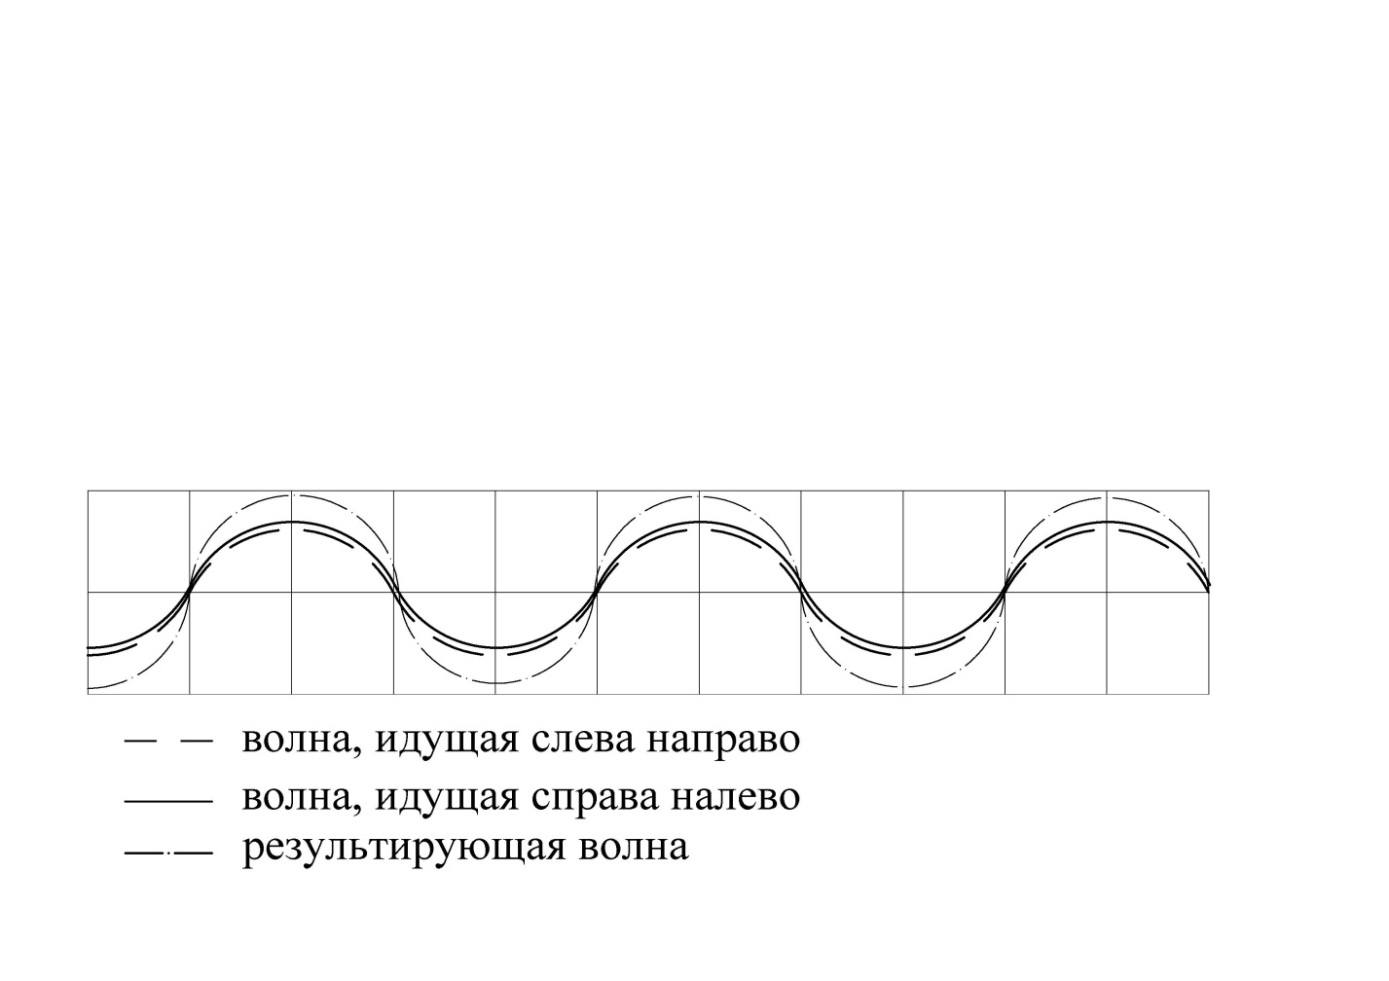 волна, идущая слева направо
волна, идущая справа налево
результирующая волна